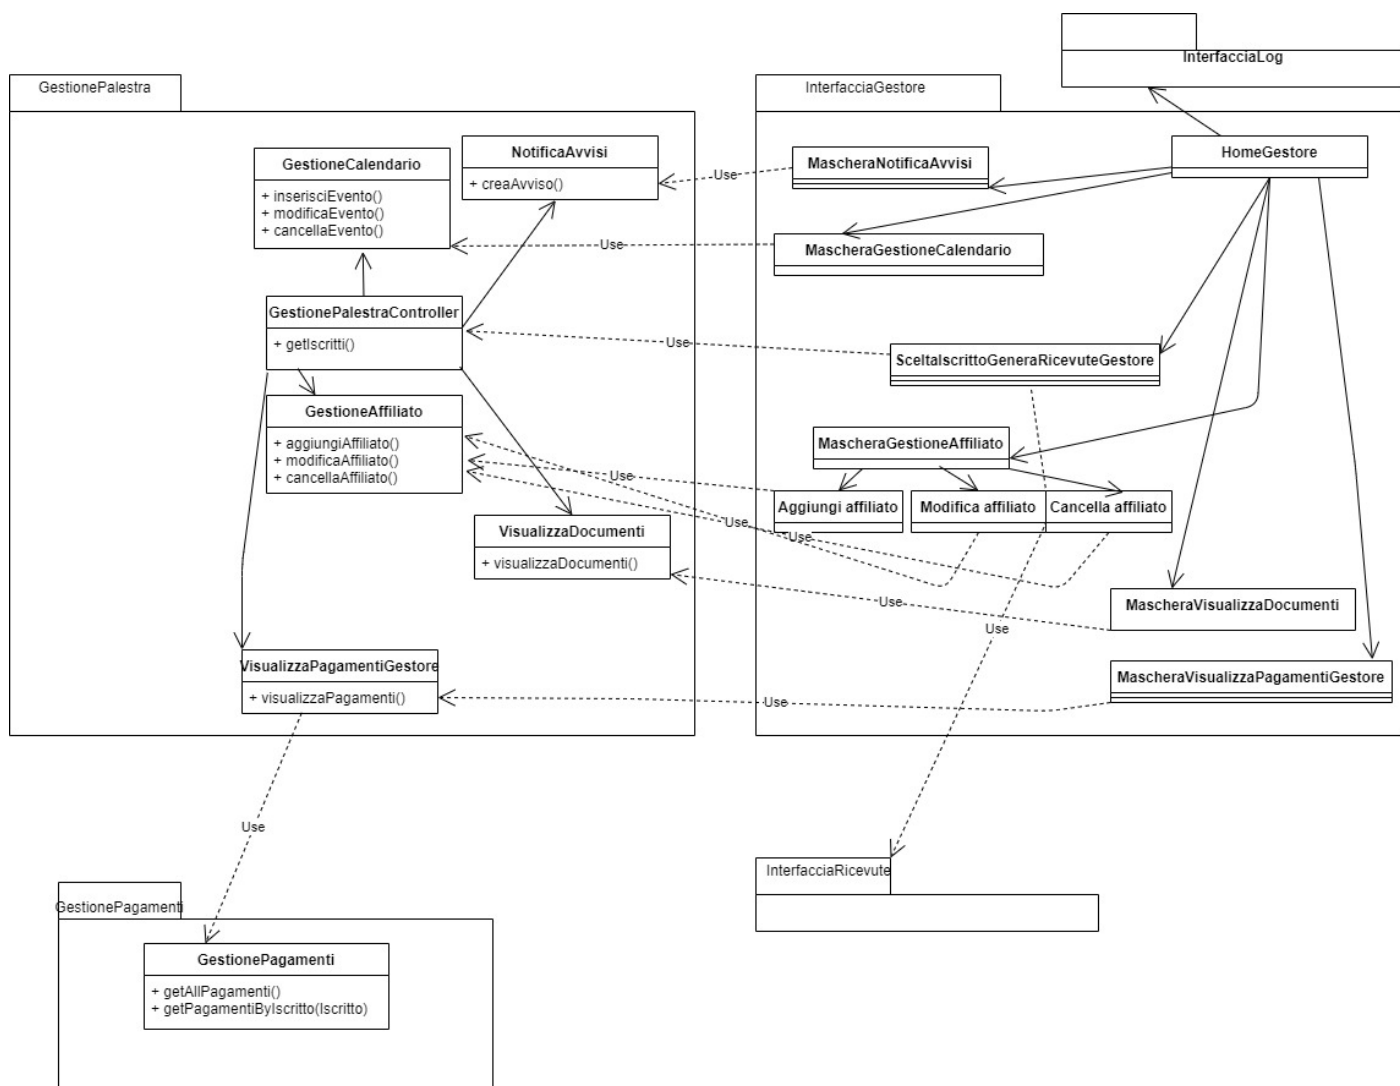 InterfacciaLog
GestionePalestra
InterfacciaGestore
NotificaAvvisi
+ creaAvviso()
GestioneCalendario
+ inserisciEvento()
+ modificaEvento()
+ cancellaEvento()
MascheraNotificaAvvisi
HomeGestore
Use
MascheraGestioneCalendario
Use
GestionePalestraController
+ getIscritti()
Use
SceltaIscrittoGeneraRicevuteGestore
GestioneAffiliato
+ aggiungiAffiliato()
+ modificaAffiliato()
+ cancellaAffiliato()
MascheraGestioneAffiliato
Use
Aggiungi affiliato
Modifica affiliato
Cancella affiliato
Use
Use
VisualizzaDocumenti
+ visualizzaDocumenti()
Use
MascheraVisualizzaDocumenti
Use
VisualizzaPagamentiGestore
+ visualizzaPagamenti()
MascheraVisualizzaPagamentiGestore
Use
Use
InterfacciaRicevute
GestionePagamenti
GestionePagamenti
+ getAllPagamenti()
+ getPagamentiByIscritto(Iscritto)